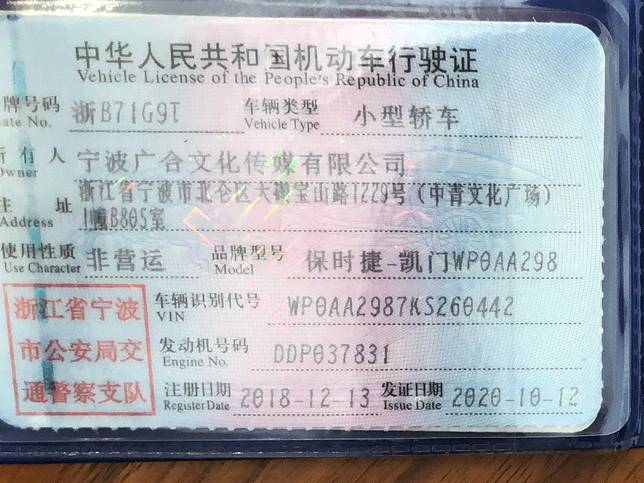 中华人民共和国机动车行驶证
Vehicle License of the People's Republic of China
牌号码 浙B71G9T 车辆类型 小型轿车
ate No. Vehicle Type
所有人 宁波广合文化传媒有限公司
Owner
住址 浙江省宁波市北仑区大碶宝山路1229号(中青文化广场)
Address 1幢B805室
使用性质 非营运 品牌型号 保时捷-凯门WP0AA298
Use Character Model
浙江省宁波 车辆识别代号 WP0AA2987KS260442
VIN
市公安局交 发动机号码 DDP037831
Engine No.
通警察支队 注册日期 2018-12-13 发证日期 2020-10-12
Register Date Issue Date